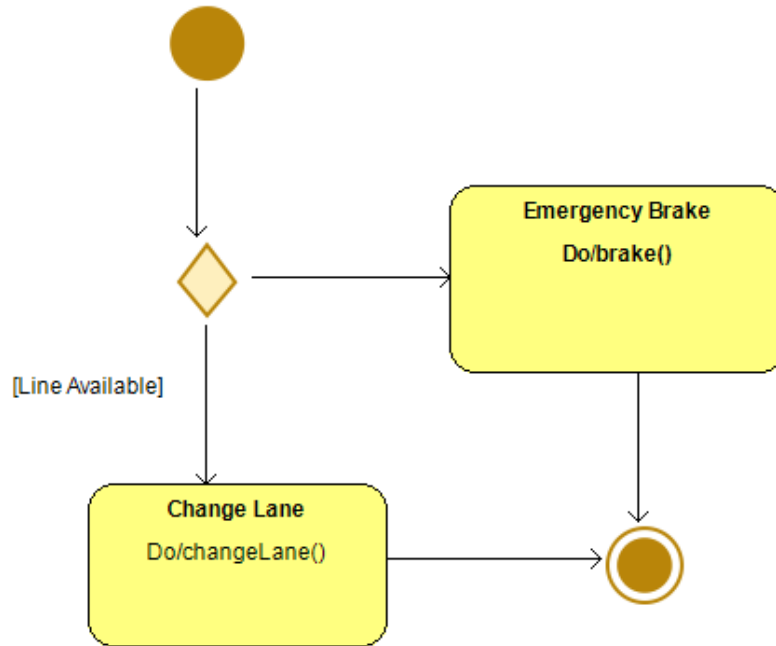 Emergency Brake
Do/brake()
[Line Available]
Change Lane
Do/changeLane()